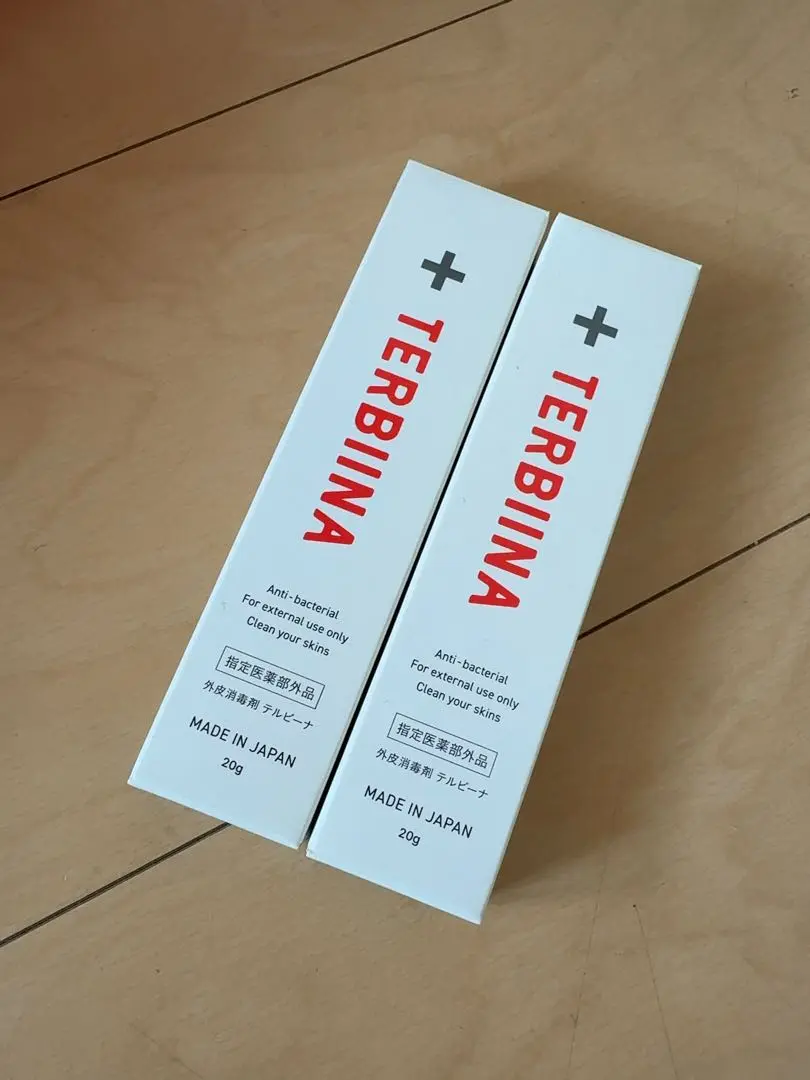 TERBIINA
Anti-bacterial
For external use only
Clean your skins
指定医薬部外品
外皮消毒剤 テルビーナ
MADE IN JAPAN
20g
TERBIINA
Anti-bacterial
For external use only
Clean your skins
指定医薬部外品
外皮消毒剤 テルビーナ
MADE IN JAPAN
20g